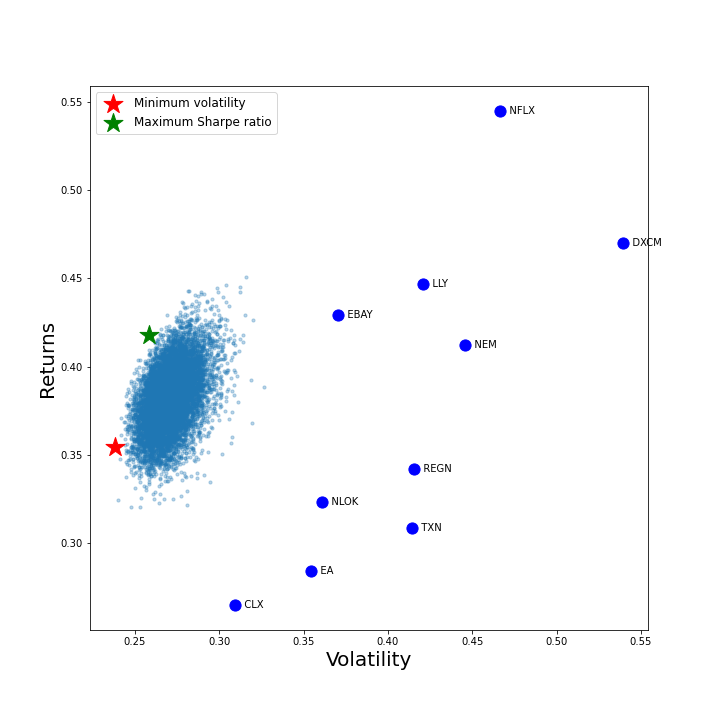 Minimum volatility
Maximum Sharpe ratio
0.55
0.50
0.45
0.40
0.35
0.30
Returns
NFLX
DXCM
LLY
EBAY
NEM
REGN
NLOK
TXN
EA
CLX
0.25
0.30
0.35
0.40
0.45
0.50
0.55
Volatility